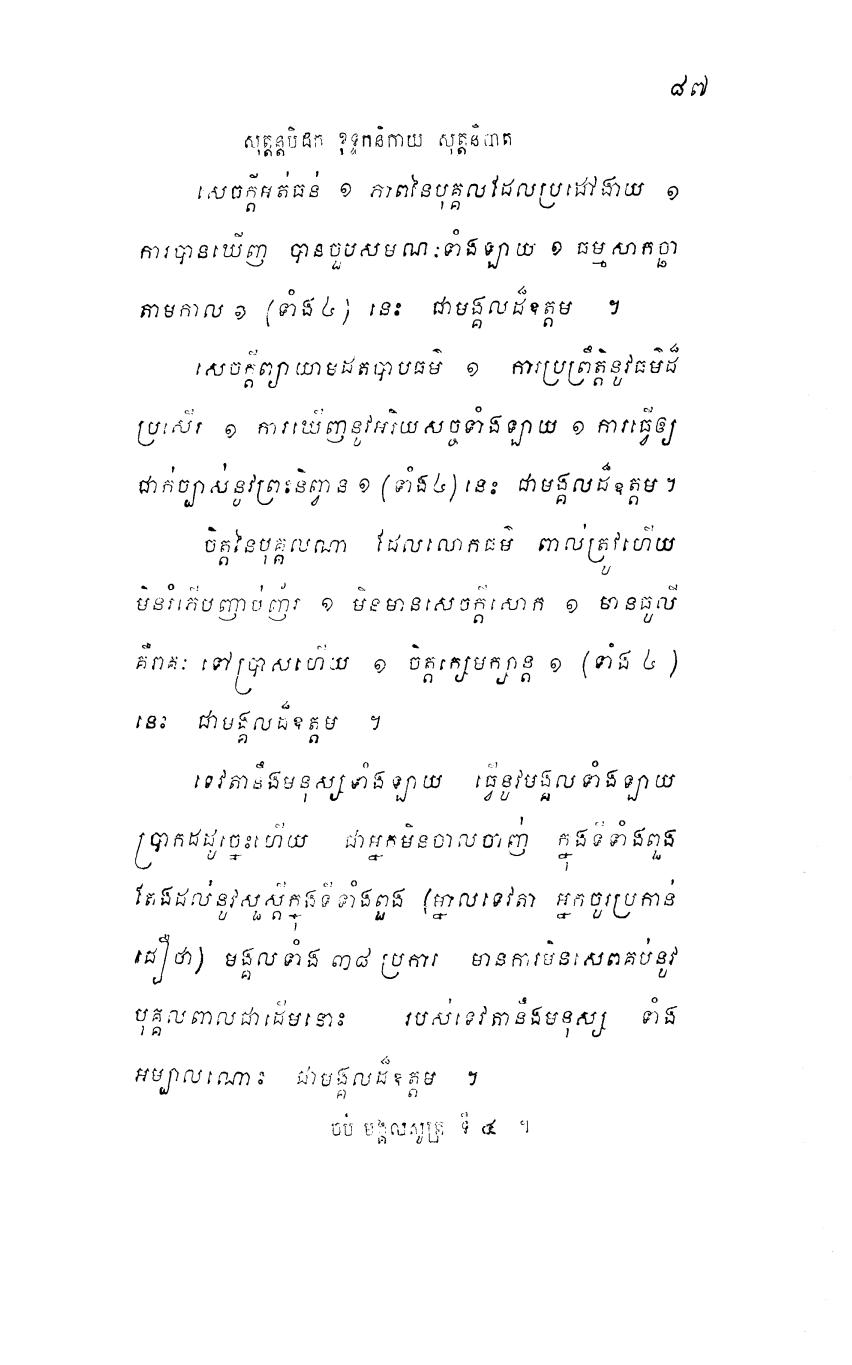 ៨៧
សុត្តន្តបិដក ខុទ្ទកនិកាយ សុត្តនិបាត
សេចក្តីអត់ធន់ ១ ភាពនៃបុគ្គលដែលប្រដៅងាយ ១
ការបានឃើញ បានចួបសមណៈទាំងឡាយ ១ ធម្មសាកច្ឆា
តាមកាល ១ (ទាំង៤) នេះ ជាមង្គលដ៏ឧត្តម ។
សេចក្តីព្យាយាមដុតបាបធម៌ ១ ការប្រព្រឹត្តិនូវធម៌ដ៏
ប្រសើរ ១ ការឃើញនូវអរិយសច្ចទាំងឡាយ ១ ការធ្វើឲ្យ
ជាក់ច្បាស់នូវព្រះនិព្វាន ១ (ទាំង៤) នេះ ជាមង្គលដ៏ឧត្តម ។
ចិត្តនៃបុគ្គលណា ដែលលោកធម៌ ពាល់ត្រូវហើយ
មិនរំភើបញាប់ញ័រ ១ មិនមានសេចក្តីសោក ១ មានធូលី
គឺរាគៈ ទៅប្រាសហើយ ១ ចិត្តក្សេមក្សាន្ត ១ (ទាំង ៤ )
នេះ ជាមង្គលដ៏ឧត្តម ។
ទេវតានឹងមនុស្សទាំងឡាយ ធ្វើនូវមង្គលទាំងឡាយ
ប្រាកដដូច្នេះហើយ ជាអ្នកមិនចាលចាញ់ ក្នុងទីទាំងពួង
តែងដល់នូវសួស្តីក្នុងទីទាំងពួង (ម្នាលទេវតា អ្នកចូរប្រកាន់
ជឿថា) មង្គលទាំង ៣៨ ប្រការ មានការមិនសេពគប់នូវ
បុគ្គលពាលជាដើមនោះ របស់ទេវតានឹងមនុស្ស ទាំង
អម្បាលណោះ ជាមង្គលដ៏ឧត្តម ។
ចប់ មង្គលសូត្រ ទី ៤ ។